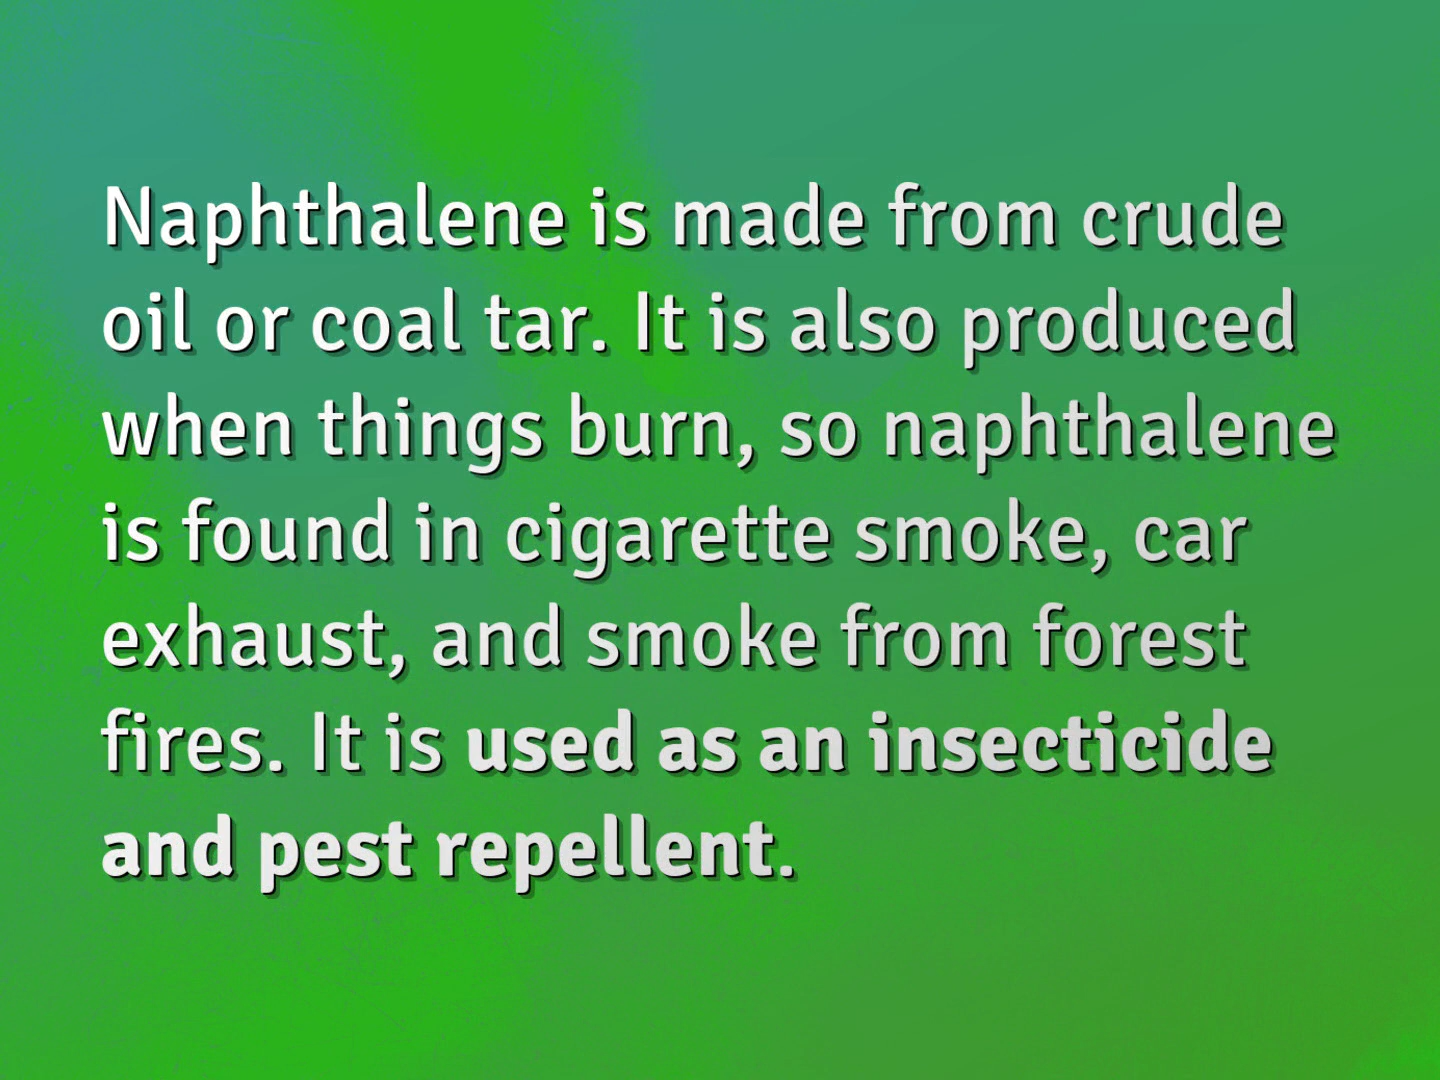 Naphthalene is made from crude
oil or coal tar. It is also produced
when things burn, so naphthalene
is found in cigarette smoke, car
exhaust, and smoke from forest
fires. It is used as an insecticide
and pest repellent.